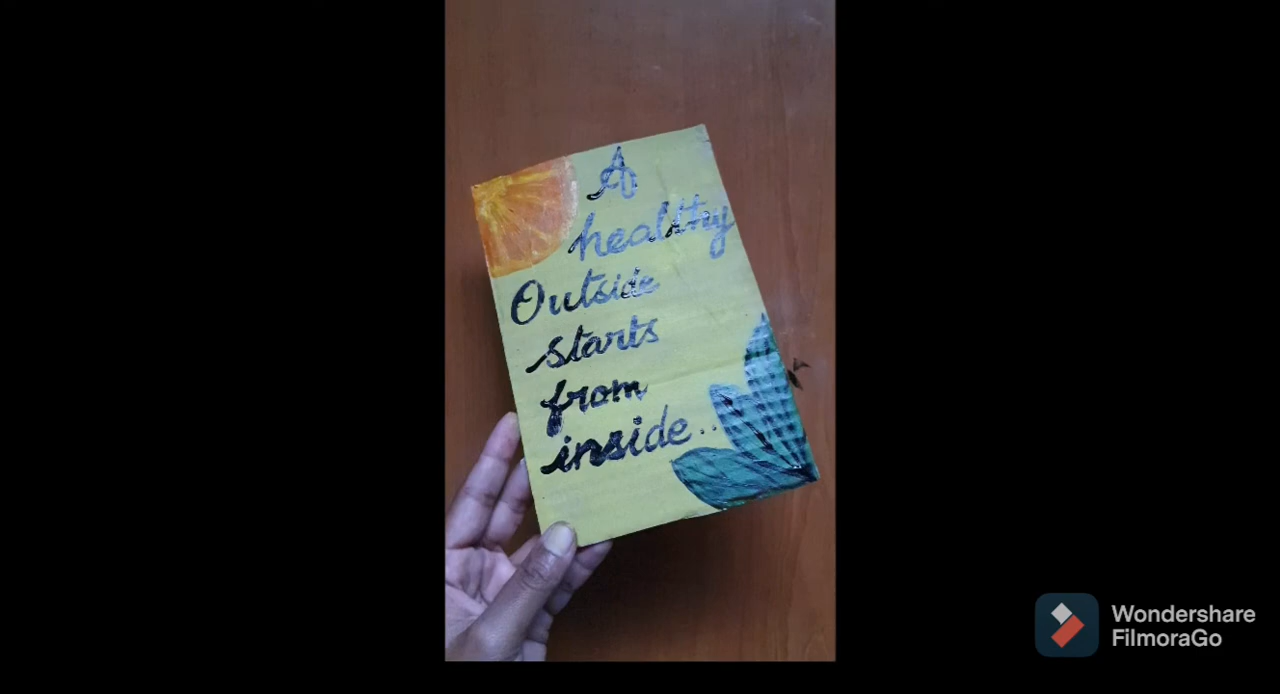 A
healthy
Outside
starts
from
inside..
Wondershare
FilmoraGo